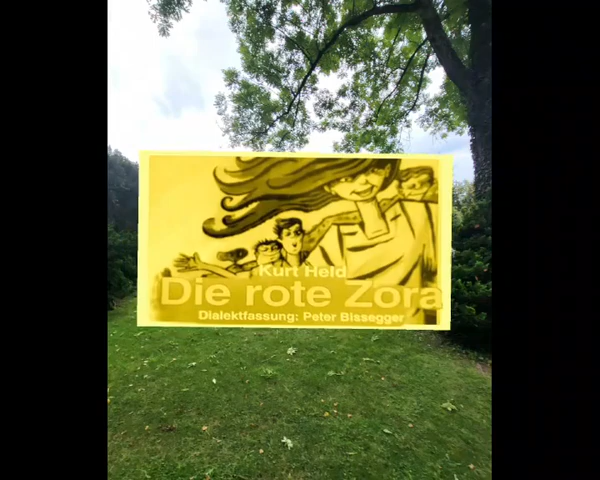 Kurt Held
Die rote Zora
Dialektfassung: Peter Bissegger